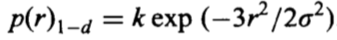 p(r)₁₋d = k exp (−3r²/2σ²)